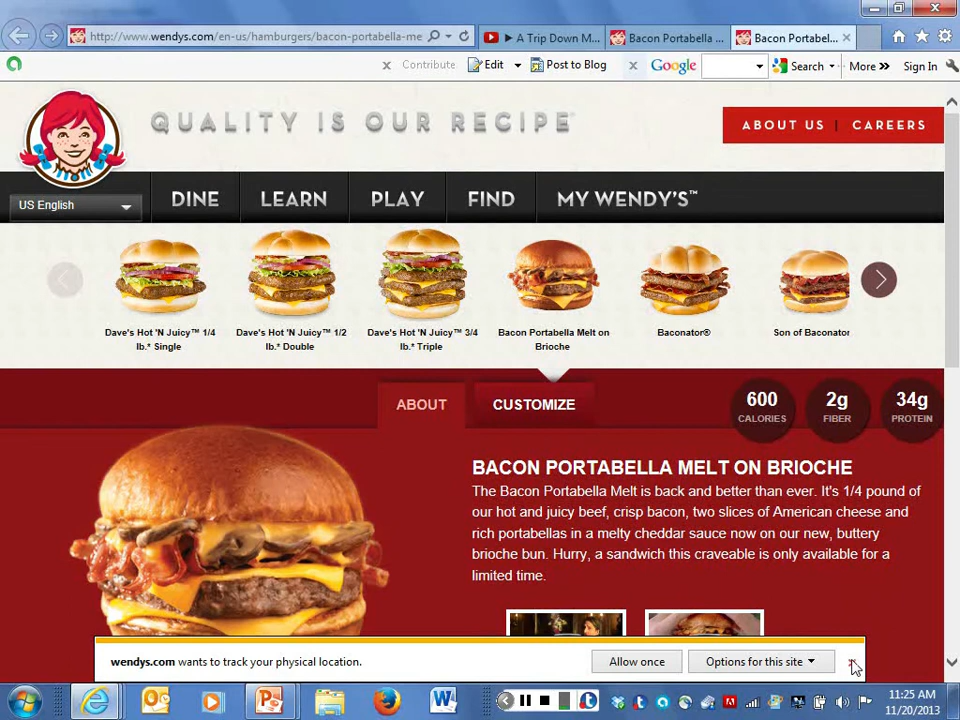 http://www.wendys.com/en-us/hamburgers/bacon-portabella-me
A Trip Down M...
Bacon Portabella ...
Bacon Portabel...
Contribute
Edit
Post to Blog
Google
Search
More »
Sign In
QUALITY IS OUR RECIPE
ABOUT US | CAREERS
US English
DINE
LEARN
PLAY
FIND
MY WENDY'S™
Dave's Hot 'N Juicy™ 1/4
lb.* Single
Dave's Hot 'N Juicy™ 1/2
lb.* Double
Dave's Hot 'N Juicy™ 3/4
lb.* Triple
Bacon Portabella Melt on
Brioche
Baconator®
Son of Baconator
ABOUT
CUSTOMIZE
600
CALORIES
2g
FIBER
34g
PROTEIN
BACON PORTABELLA MELT ON BRIOCHE
The Bacon Portabella Melt is back and better than ever. It's 1/4 pound of
our hot and juicy beef, crisp bacon, two slices of American cheese and
rich portabellas in a melty cheddar sauce now on our new, buttery
brioche bun. Hurry, a sandwich this craveable is only available for a
limited time.
wendys.com wants to track your physical location.
Allow once
Options for this site
11:25 AM
11/20/2013